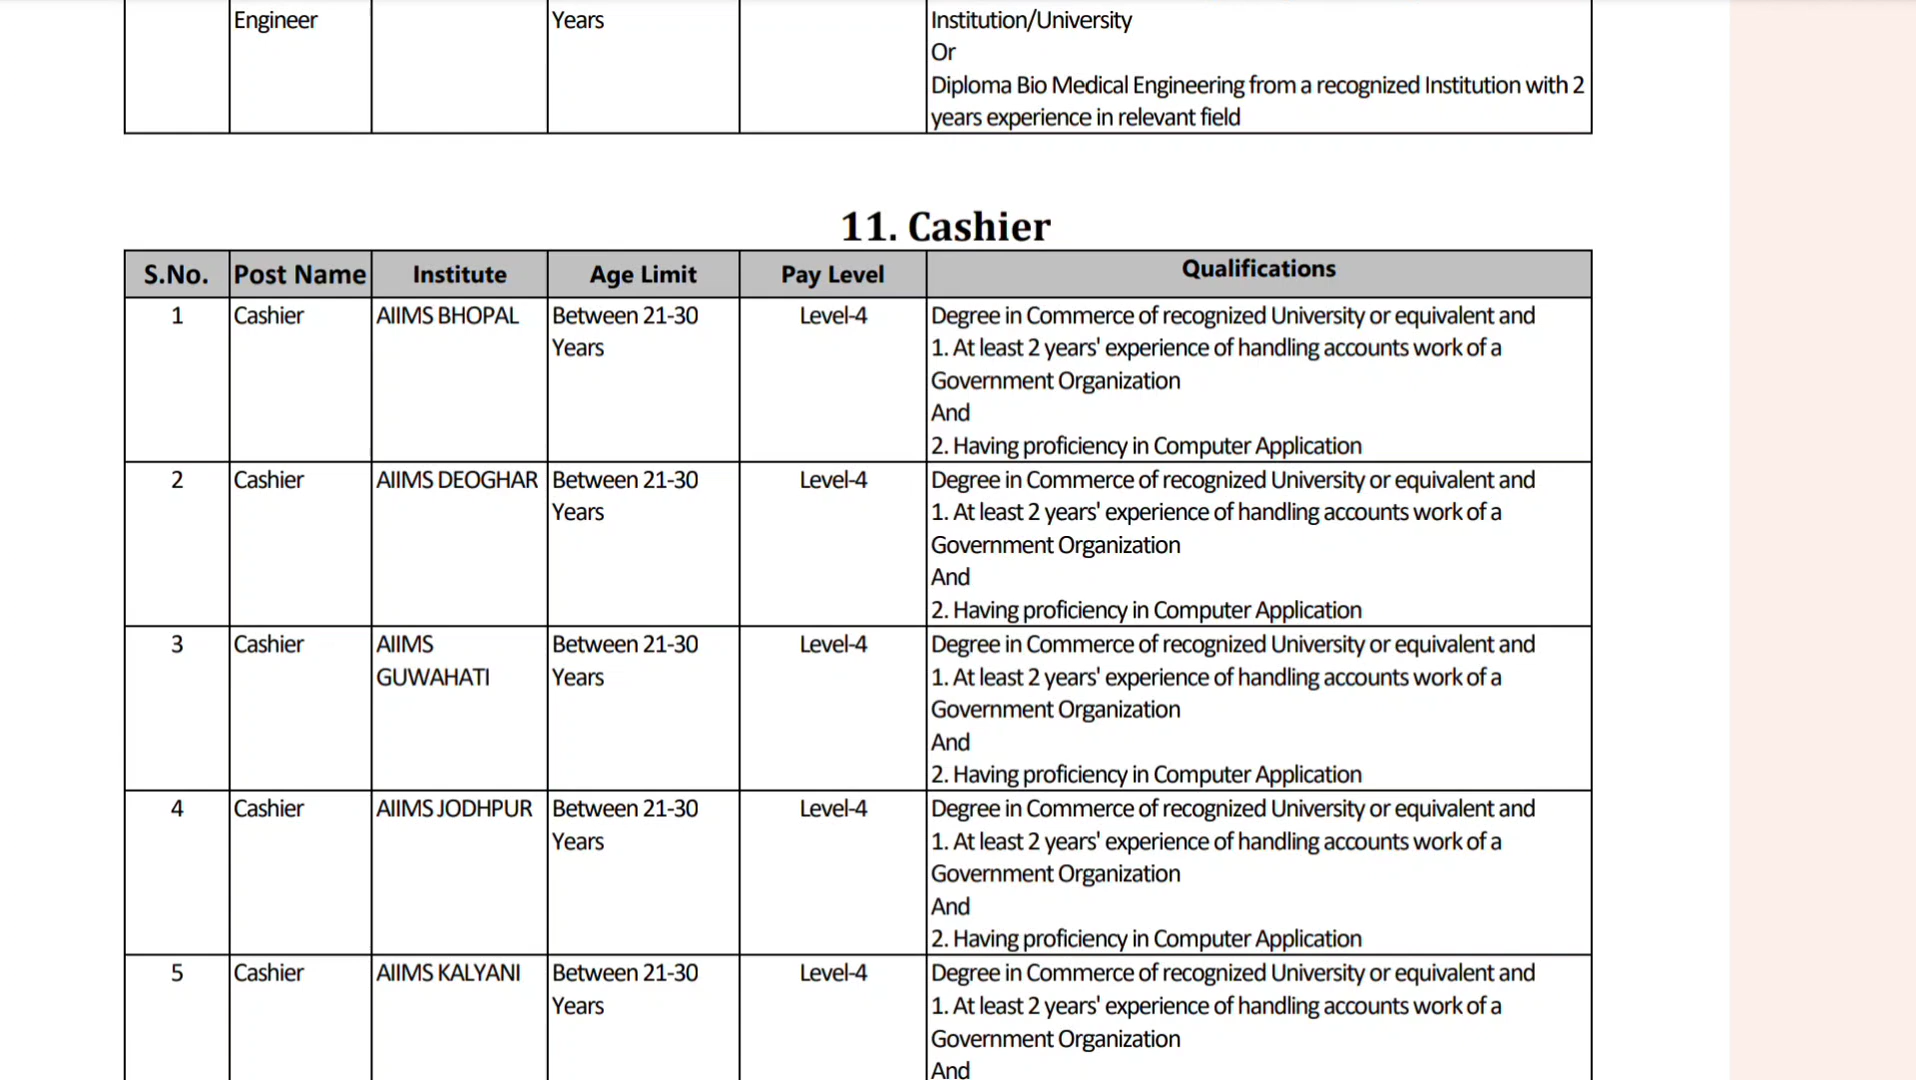 Engineer Years Institution/University
Or
Diploma Bio Medical Engineering from a recognized Institution with 2
years experience in relevant field
11. Cashier
S.No. Post Name Institute Age Limit Pay Level Qualifications
1 Cashier AIIMS BHOPAL Between 21-30 Level-4 Degree in Commerce of recognized University or equivalent and
Years 1. At least 2 years' experience of handling accounts work of a
Government Organization
And
2. Having proficiency in Computer Application
2 Cashier AIIMS DEOGHAR Between 21-30 Level-4 Degree in Commerce of recognized University or equivalent and
Years 1. At least 2 years' experience of handling accounts work of a
Government Organization
And
2. Having proficiency in Computer Application
3 Cashier AIIMS Between 21-30 Level-4 Degree in Commerce of recognized University or equivalent and
GUWAHATI Years 1. At least 2 years' experience of handling accounts work of a
Government Organization
And
2. Having proficiency in Computer Application
4 Cashier AIIMS JODHPUR Between 21-30 Level-4 Degree in Commerce of recognized University or equivalent and
Years 1. At least 2 years' experience of handling accounts work of a
Government Organization
And
2. Having proficiency in Computer Application
5 Cashier AIIMS KALYANI Between 21-30 Level-4 Degree in Commerce of recognized University or equivalent and
Years 1. At least 2 years' experience of handling accounts work of a
Government Organization
And